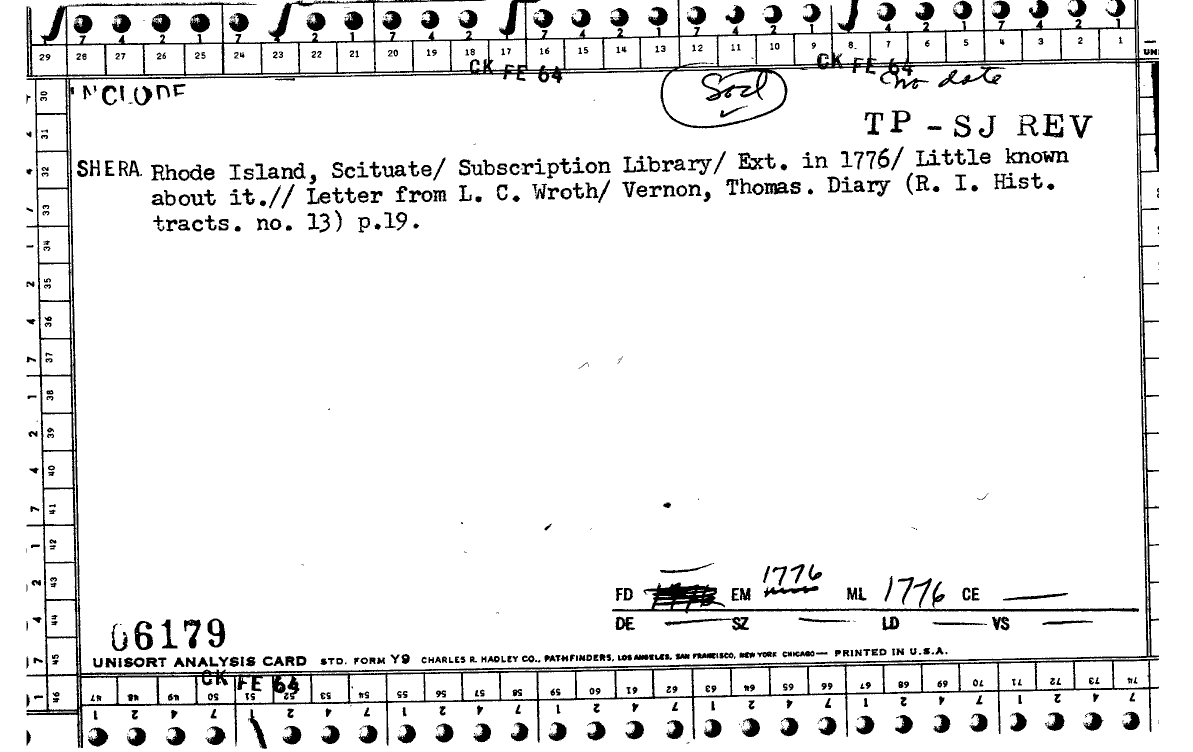 7 4 2 1 7 2 1 7 4 2 7 4 2 1 7 4 2 1 7 4 2 1
29 28 27 26 25 24 23 22 21 20 19 18 17 16 15 14 13 12 11 10 9 8 7 6 5 4 3 2 1 UNI
CK FE 64 CK FE 64
INCLUDE Socl no date
TP - SJ REV
SHERA Rhode Island, Scituate/ Subscription Library/ Ext. in 1776/ Little known
about it.// Letter from L. C. Wroth/ Vernon, Thomas. Diary (R. I. Hist.
tracts. no. 13) p.19.
30
4 31
4 32
7 33
34
2 35
4 36
7 37
1 38
2 39
4 40
7 41
1 42
2 43
4 44
7 45
1 46
1776
FD EM ML 1776 CE
DE SZ LD VS
06179
UNISORT ANALYSIS CARD STD. FORM Y9 CHARLES R. HADLEY CO., PATHFINDERS, LOS ANGELES, SAN FRANCISCO, NEW YORK CHICAGO— PRINTED IN U.S.A.
CK FE 64
47 48 49 50 51 52 53 54 55 56 57 58 59 60 61 62 63 64 65 66 67 68 69 70 71 72 73 74
1 2 4 7 1 2 4 7 1 2 4 7 1 2 4 7 1 2 4 7 1 2 4 7 1 2 4 7